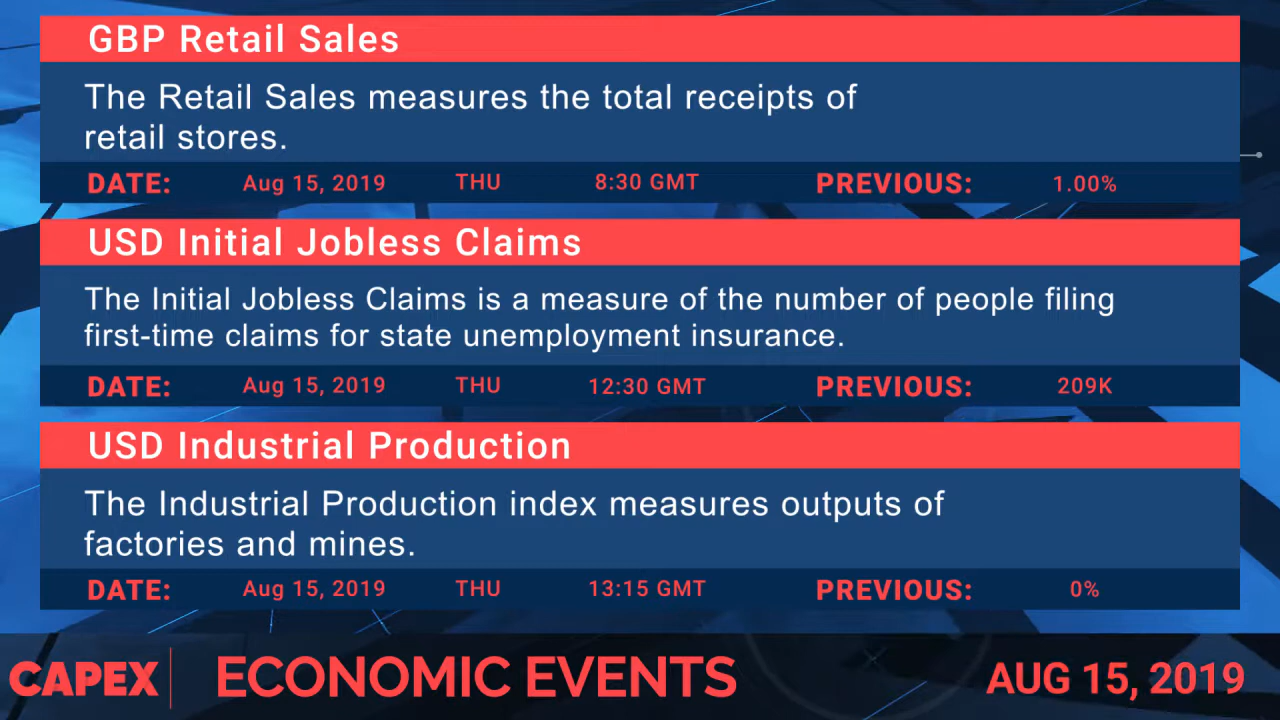 GBP Retail Sales
The Retail Sales measures the total receipts of
retail stores.
DATE: Aug 15, 2019 THU 8:30 GMT PREVIOUS: 1.00%
USD Initial Jobless Claims
The Initial Jobless Claims is a measure of the number of people filing
first-time claims for state unemployment insurance.
DATE: Aug 15, 2019 THU 12:30 GMT PREVIOUS: 209K
USD Industrial Production
The Industrial Production index measures outputs of
factories and mines.
DATE: Aug 15, 2019 THU 13:15 GMT PREVIOUS: 0%
CAPEX ECONOMIC EVENTS AUG 15, 2019